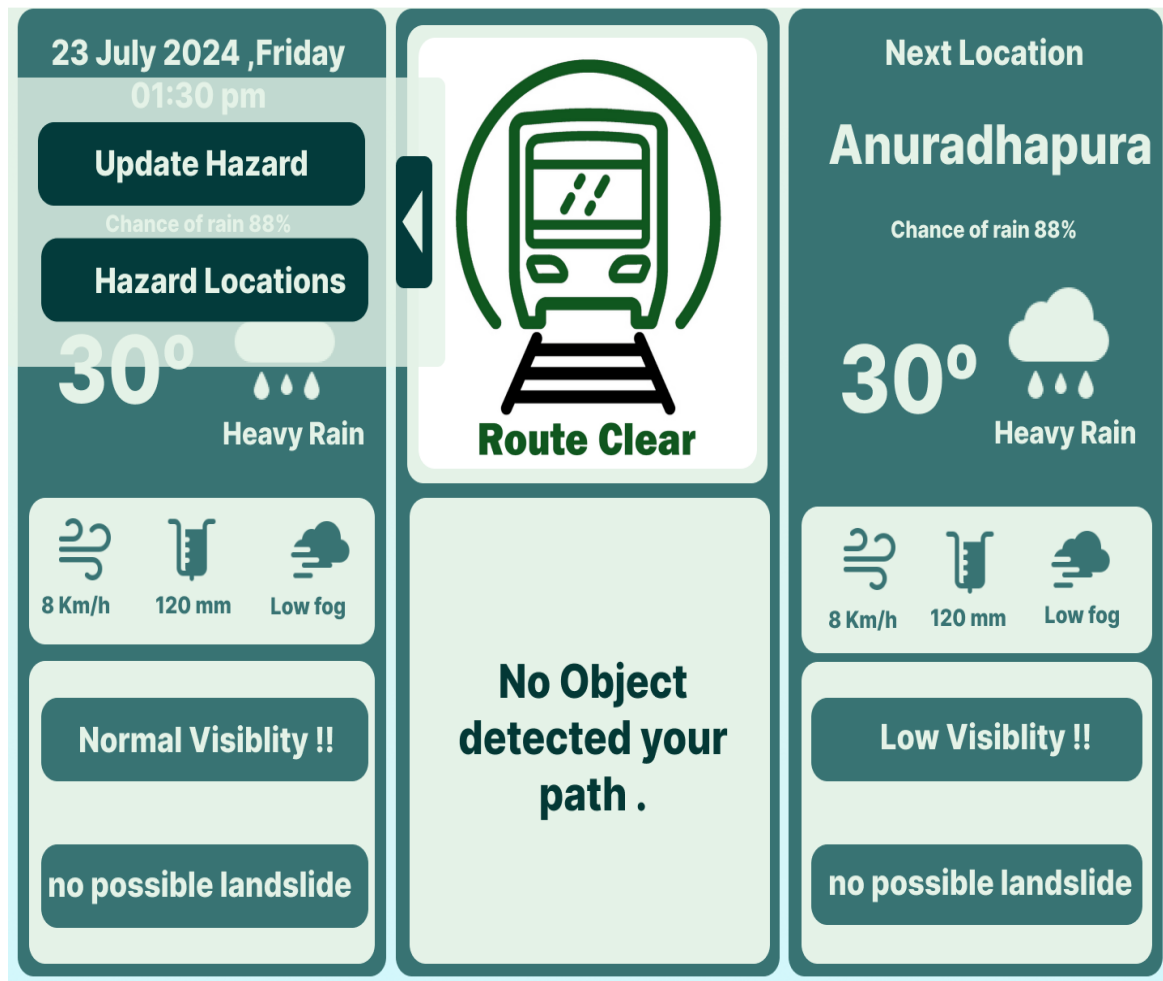 23 July 2024 ,Friday
01:30 pm
Update Hazard
Chance of rain 88%
Hazard Locations
30º
Heavy Rain
8 Km/h
120 mm
Low fog
Normal Visiblity !!
no possible landslide
Route Clear
No Object
detected your
path .
Next Location
Anuradhapura
Chance of rain 88%
30º
Heavy Rain
8 Km/h
120 mm
Low fog
Low Visiblity !!
no possible landslide